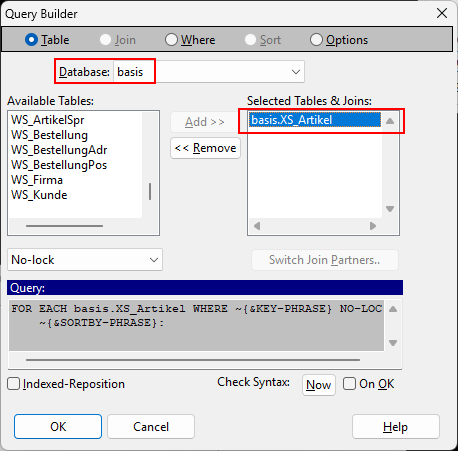 Query Builder
Table Join Where Sort Options
Database: basis
Available Tables: Selected Tables & Joins:
WS_ArtikelSpr
WS_Bestellung
WS_BestellungAdr
WS_BestellungPos
WS_Firma
WS_Kunde
Add >>
<< Remove
basis.XS_Artikel
No-lock
Switch Join Partners..
Query:
FOR EACH basis.XS_Artikel WHERE ~{&KEY-PHRASE} NO-LOC
~{&SORTBY-PHRASE}:
Indexed-Reposition Check Syntax: Now On OK
OK Cancel Help